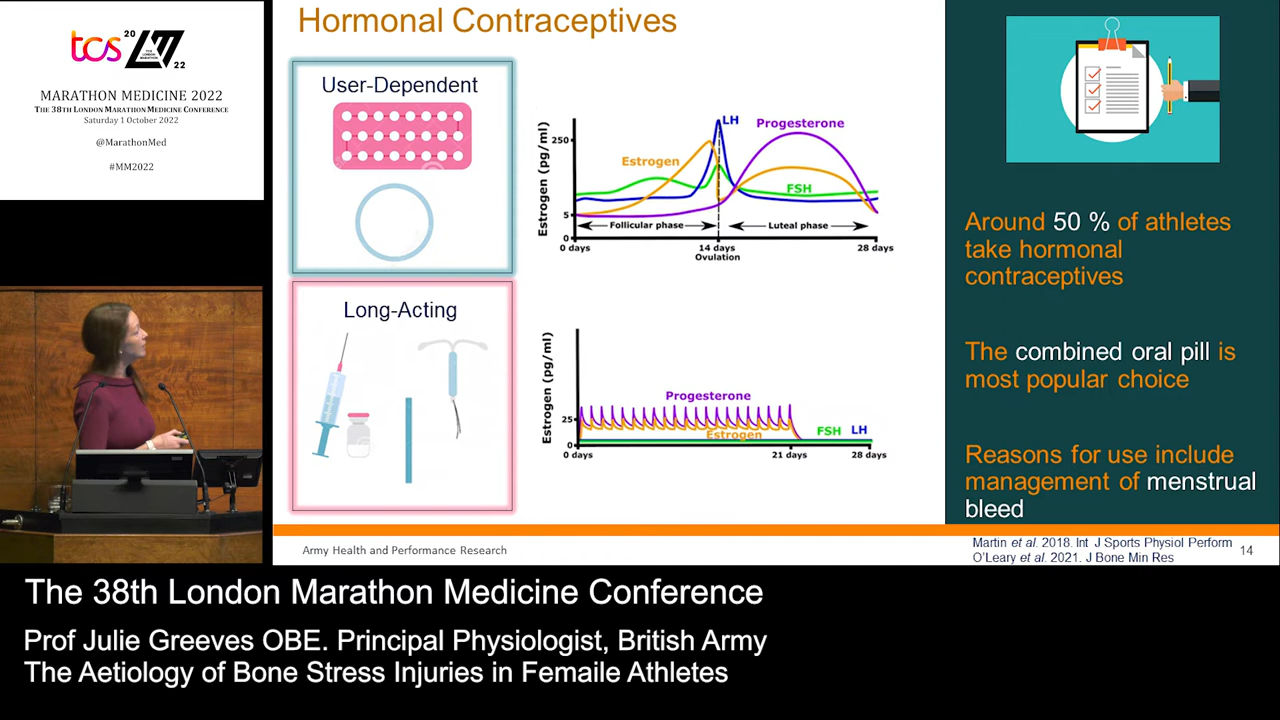 tcs
20
THE LONDON MARATHON
22
MARATHON MEDICINE 2022
THE 38TH LONDON MARATHON MEDICINE CONFERENCE
Saturday 1 October 2022
@MarathonMed
#MM2022
Hormonal Contraceptives
User-Dependent
Long-Acting
Estrogen (pg/ml)
250
5
0
LH
Progesterone
Estrogen
FSH
Follicular phase
Luteal phase
0 days
14 days
28 days
Ovulation
Estrogen (pg/ml)
25
0
Progesterone
Estrogen
FSH
LH
0 days
21 days
28 days
Around 50 % of athletes
take hormonal
contraceptives
The combined oral pill is
most popular choice
Reasons for use include
management of menstrual
bleed
Army Health and Performance Research
Martin et al. 2018. Int J Sports Physiol Perform
O'Leary et al. 2021. J Bone Min Res
14
The 38th London Marathon Medicine Conference
Prof Julie Greeves OBE. Principal Physiologist, British Army
The Aetiology of Bone Stress Injuries in Femaile Athletes